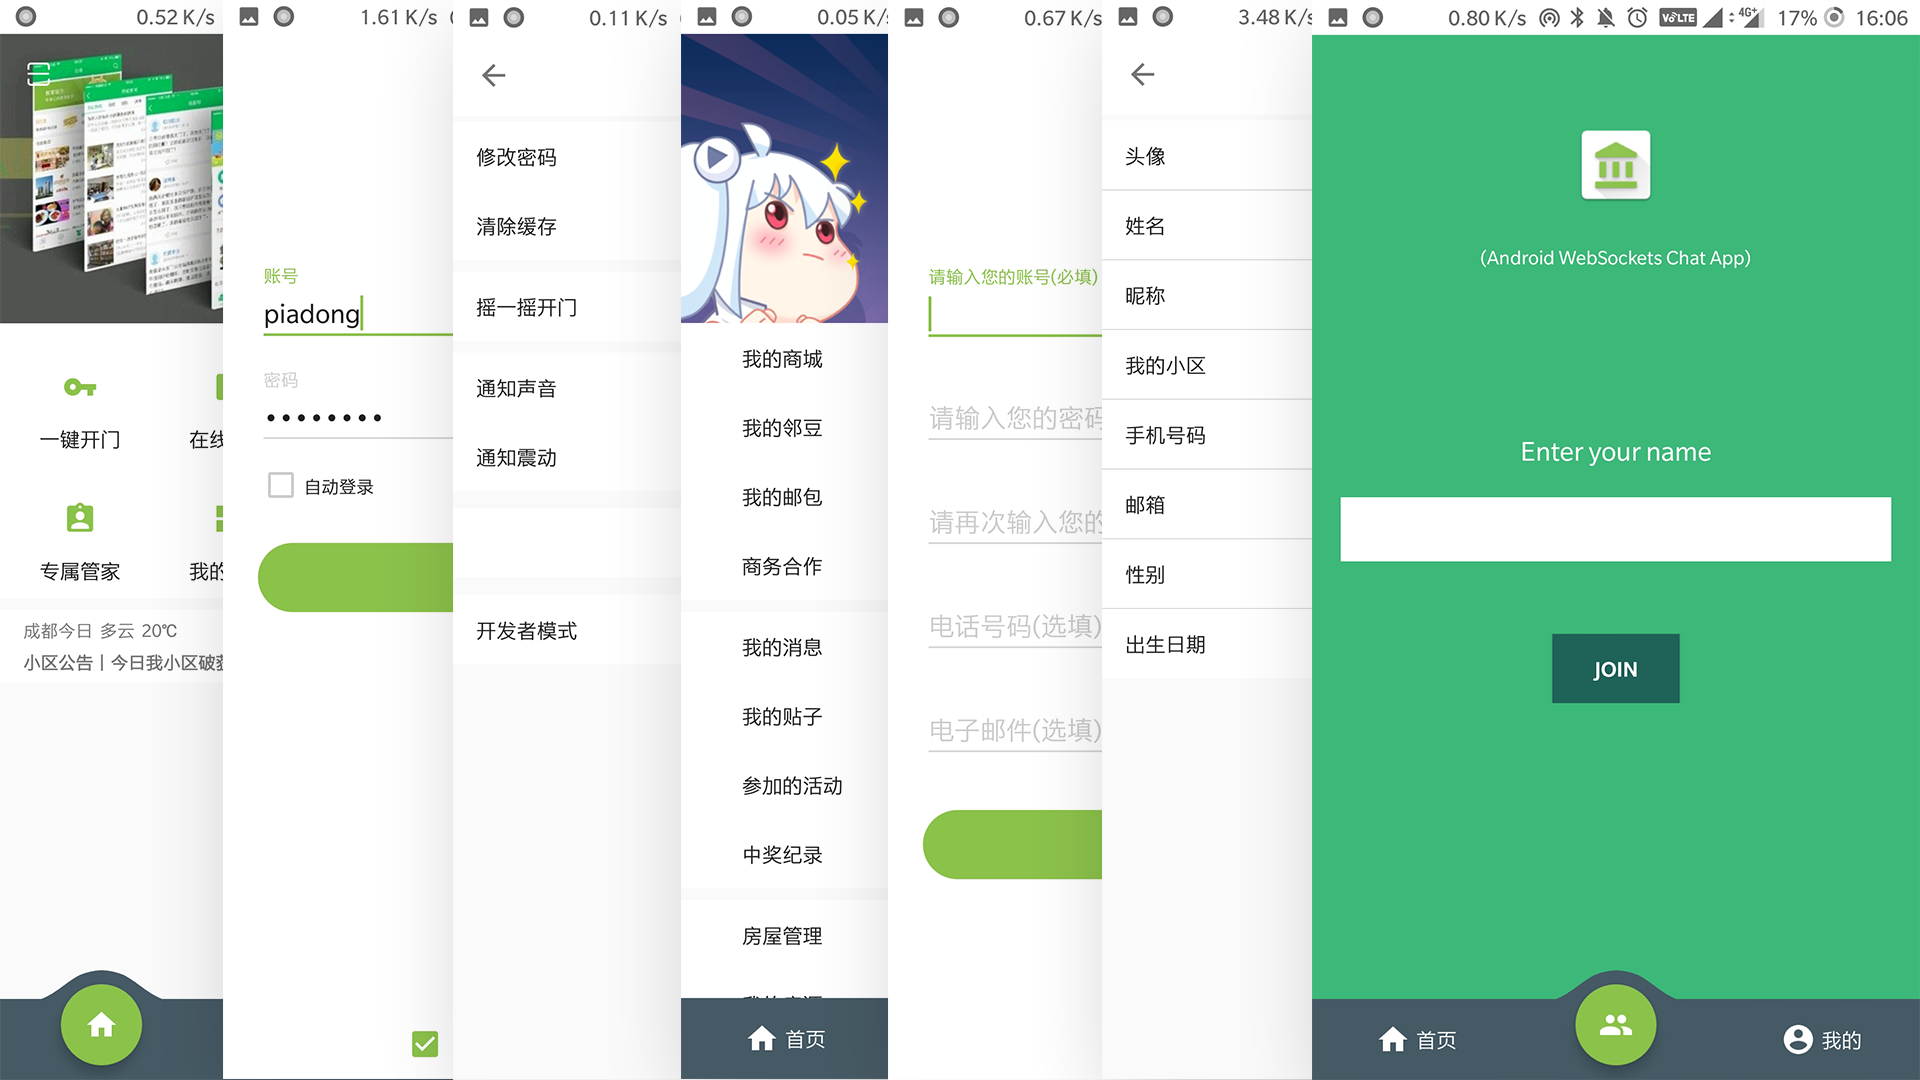 0.52 K/s
一键开门
在线
专属管家
我的
成都今日 多云 20℃
小区公告丨今日我小区破获
1.61 K/s
账号
piadong
密码
••••••••
自动登录
0.11 K/s
修改密码
清除缓存
摇一摇开门
通知声音
通知震动
开发者模式
0.05 K/s
我的商城
我的邻豆
我的邮包
商务合作
我的消息
我的贴子
参加的活动
中奖纪录
房屋管理
首页
0.67 K/s
请输入您的账号(必填)
请输入您的密码
请再次输入您的
电话号码(选填)
电子邮件(选填)
3.48 K/s
头像
姓名
昵称
我的小区
手机号码
邮箱
性别
出生日期
0.80 K/s VoLTE 4G+ 17% 16:06
(Android WebSockets Chat App)
Enter your name
JOIN
首页
我的